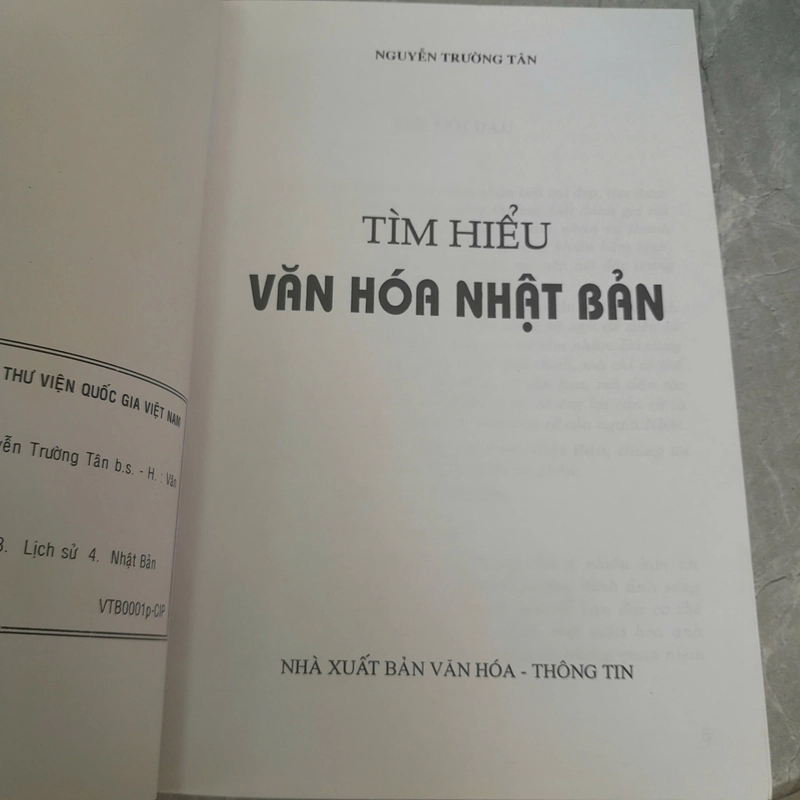 THƯ VIỆN QUỐC GIA VIỆT NAM
Trường Tân b.s. - H. : Văn
3. Lịch sử 4. Nhật Bản
VTB0001p-CIP
NGUYỄN TRƯỜNG TÂN
TÌM HIỂU
VĂN HÓA NHẬT BẢN
NHÀ XUẤT BẢN VĂN HÓA - THÔNG TIN